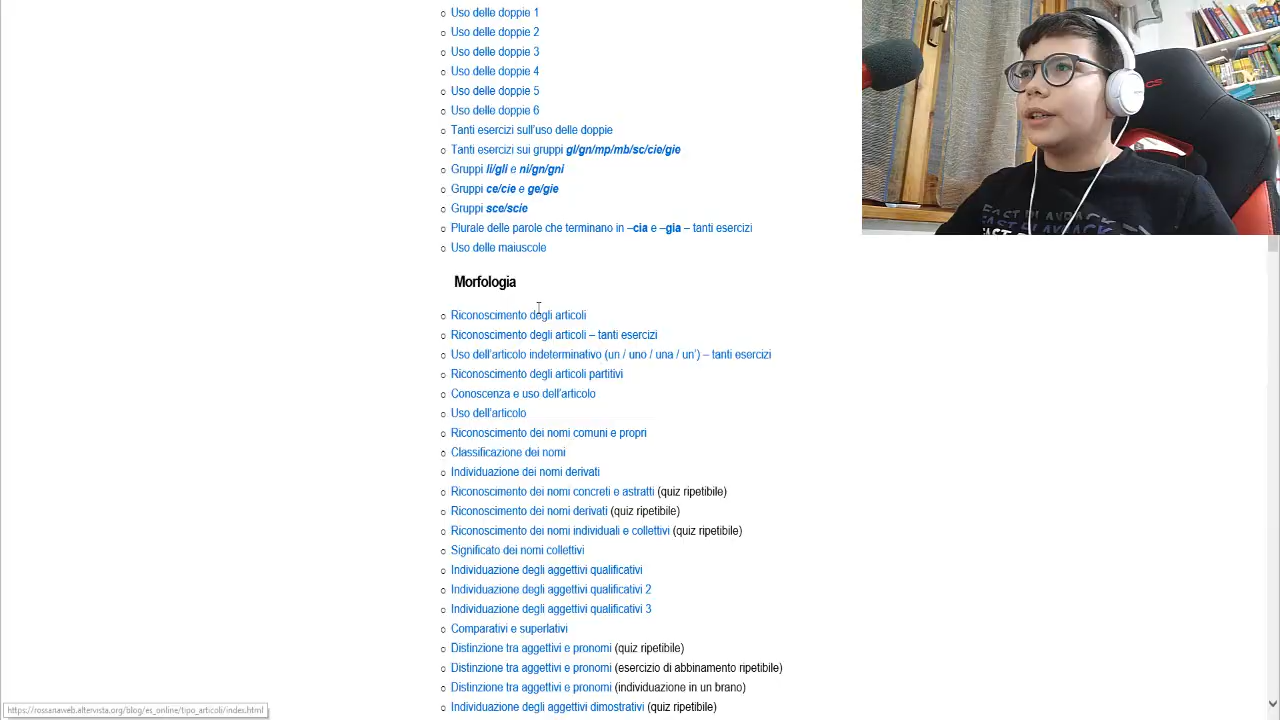 Uso delle doppie 1
Uso delle doppie 2
Uso delle doppie 3
Uso delle doppie 4
Uso delle doppie 5
Uso delle doppie 6
Tanti esercizi sull'uso delle doppie
Tanti esercizi sui gruppi gl/gn/mp/mb/sc/cie/gie
Gruppi li/gli e ni/gn/gni
Gruppi ce/cie e ge/gie
Gruppi sce/scie
Plurale delle parole che terminano in –cia e –gia – tanti esercizi
Uso delle maiuscole
Morfologia
Riconoscimento degli articoli
Riconoscimento degli articoli – tanti esercizi
Uso dell'articolo indeterminativo (un / uno / una / un') – tanti esercizi
Riconoscimento degli articoli partitivi
Conoscenza e uso dell'articolo
Uso dell'articolo
Riconoscimento dei nomi comuni e propri
Classificazione dei nomi
Individuazione dei nomi derivati
Riconoscimento dei nomi concreti e astratti (quiz ripetibile)
Riconoscimento dei nomi derivati (quiz ripetibile)
Riconoscimento dei nomi individuali e collettivi (quiz ripetibile)
Significato dei nomi collettivi
Individuazione degli aggettivi qualificativi
Individuazione degli aggettivi qualificativi 2
Individuazione degli aggettivi qualificativi 3
Comparativi e superlativi
Distinzione tra aggettivi e pronomi (quiz ripetibile)
Distinzione tra aggettivi e pronomi (esercizio di abbinamento ripetibile)
Distinzione tra aggettivi e pronomi (individuazione in un brano)
Individuazione degli aggettivi dimostrativi (quiz ripetibile)
https://rossanaweb.altervista.org/blog/es_online/tipo_articoli/index.html